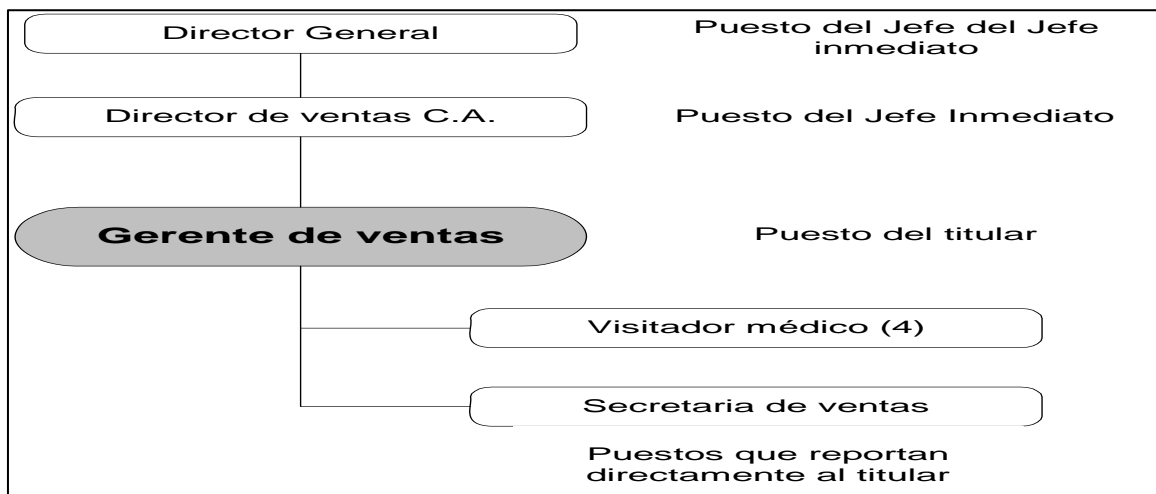 Director General
Puesto del Jefe del Jefe
inmediato
Director de ventas C.A.
Puesto del Jefe Inmediato
Gerente de ventas
Puesto del titular
Visitador médico (4)
Secretaria de ventas
Puestos que reportan
directamente al titular